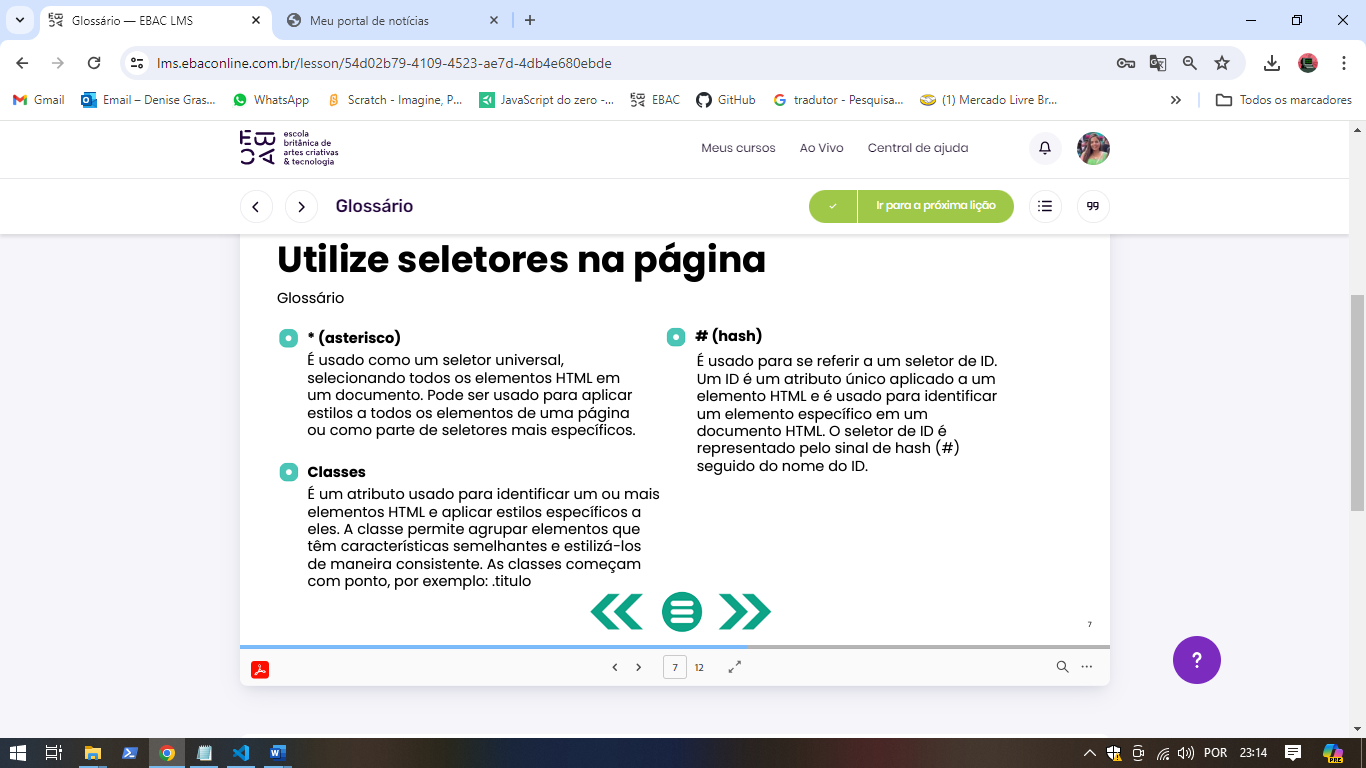 Glossário — EBAC LMS
Meu portal de notícias
lms.ebaconline.com.br/lesson/54d02b79-4109-4523-ae7d-4db4e680ebde
Gmail
Email – Denise Gras...
WhatsApp
Scratch - Imagine, P...
JavaScript do zero -...
EBAC
GitHub
tradutor - Pesquisa...
(1) Mercado Livre Br...
Todos os marcadores
escola
britânica de
artes criativas
& tecnologia
Meus cursos
Ao Vivo
Central de ajuda
Glossário
Ir para a próxima lição
Utilize seletores na página
Glossário
* (asterisco)
É usado como um seletor universal,
selecionando todos os elementos HTML em
um documento. Pode ser usado para aplicar
estilos a todos os elementos de uma página
ou como parte de seletores mais específicos.
Classes
É um atributo usado para identificar um ou mais
elementos HTML e aplicar estilos específicos a
eles. A classe permite agrupar elementos que
têm características semelhantes e estilizá-los
de maneira consistente. As classes começam
com ponto, por exemplo: .titulo
# (hash)
É usado para se referir a um seletor de ID.
Um ID é um atributo único aplicado a um
elemento HTML e é usado para identificar
um elemento específico em um
documento HTML. O seletor de ID é
representado pelo sinal de hash (#)
seguido do nome do ID.
7
7
12
?
POR
23:14
PRE